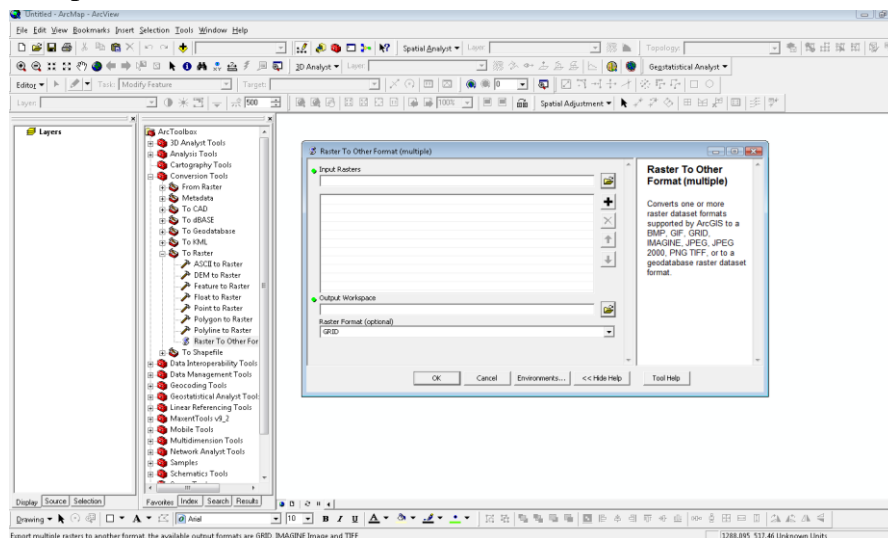 Untitled - ArcMap - ArcView
File Edit View Bookmarks Insert Selection Tools Window Help
Spatial Analyst Layer: Topology:
3D Analyst Layer: Geostatistical Analyst
Editor Task: Modify Feature Target: 0
Layer: 500 100% Spatial Adjustment
Layers
ArcToolbox
3D Analyst Tools
Analysis Tools
Cartography Tools
Conversion Tools
From Raster
Metadata
To CAD
To dBASE
To Geodatabase
To KML
To Raster
ASCII to Raster
DEM to Raster
Feature to Raster
Float to Raster
Point to Raster
Polygon to Raster
Polyline to Raster
Raster To Other For
To Shapefile
Data Interoperability Tools
Data Management Tools
Geocoding Tools
Geostatistical Analyst Tool:
Linear Referencing Tools
MaxentTools v9_2
Mobile Tools
Multidimension Tools
Network Analyst Tools
Samples
Schematics Tools
Raster To Other Format (multiple)
Input Rasters
Output Workspace
Raster Format (optional)
GRID
OK Cancel Environments... << Hide Help Tool Help
Raster To Other
Format (multiple)
Converts one or more
raster dataset formats
supported by ArcGIS to a
BMP, GIF, GRID,
IMAGINE, JPEG, JPEG
2000, PNG TIFF, or to a
geodatabase raster dataset
format.
Display Source Selection Favorites Index Search Results
Drawing A Arial 10 B I U A
Export multiple rasters to another format, the available output formats are GRID, IMAGINE Image and TIFF 1288.095 537.46 Unknown Units